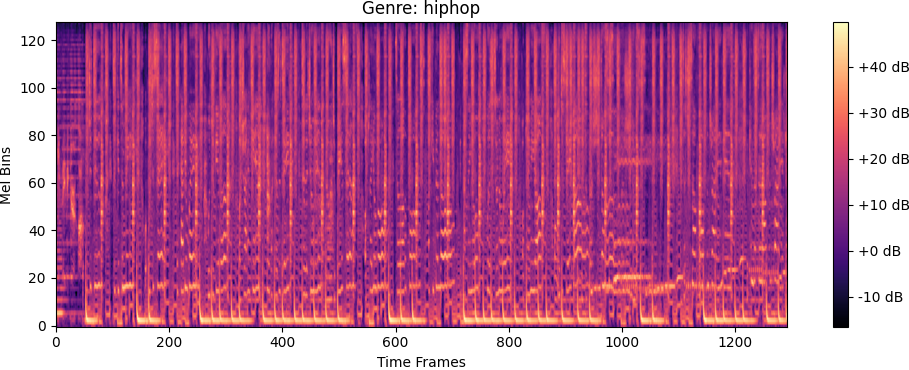 Genre: hiphop
120
100
80
60
40
20
0
Mel Bins
0 200 400 600 800 1000 1200
Time Frames
+40 dB
+30 dB
+20 dB
+10 dB
+0 dB
-10 dB